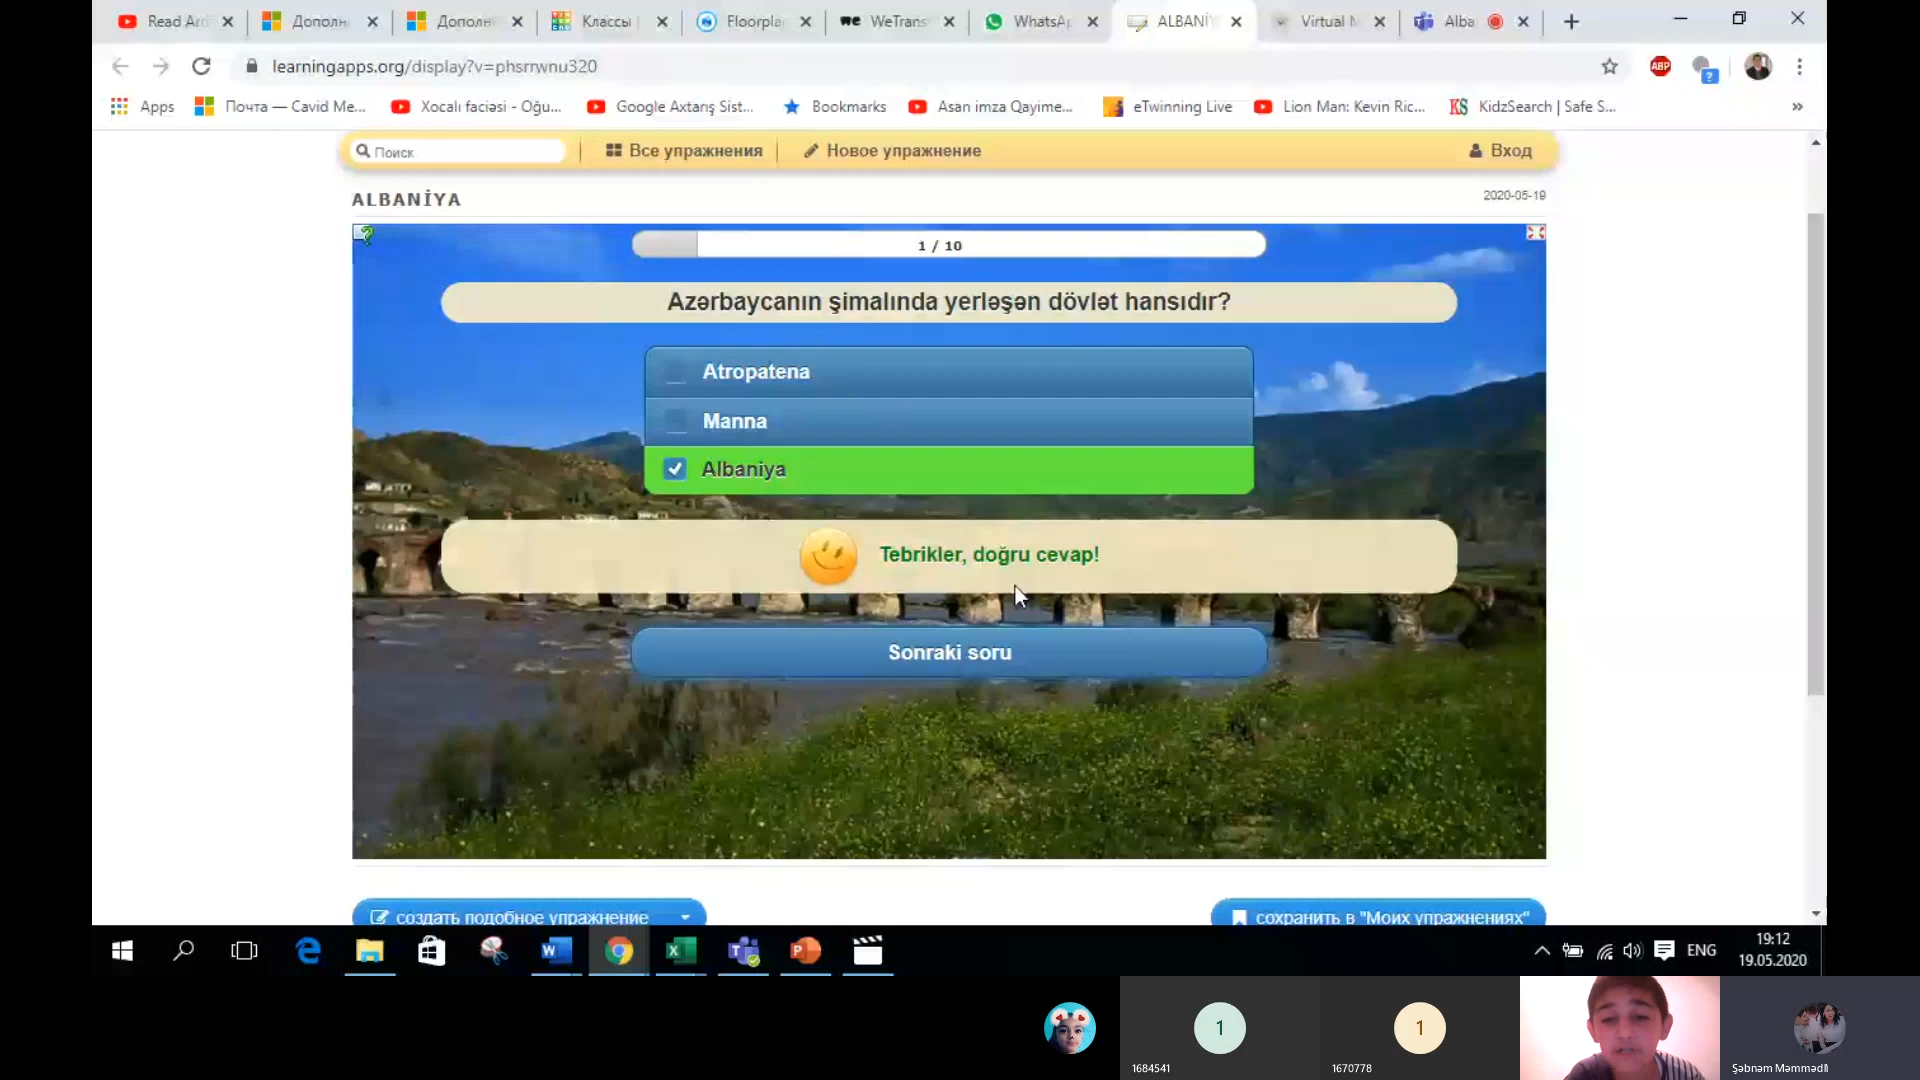 Read Ar
Дополн
Дополн
Классы
Floorpla
WeTrans
WhatsAp
ALBANİY
Virtual M
Alba
learningapps.org/display?v=phsrrwnu320
ABP
Apps
Почта — Cavid Me...
Xocalı faciəsi - Oğu...
Google Axtarış Sist...
Bookmarks
Asan imza Qayime...
eTwinning Live
Lion Man: Kevin Ric...
KS KidzSearch | Safe S...
»
Поиск
Все упражнения
Новое упражнение
Вход
ALBANİYA
2020-05-19
1 / 10
Azərbaycanın şimalında yerləşən dövlət hansıdır?
Atropatena
Manna
Albaniya
Tebrikler, doğru cevap!
Sonraki soru
создать подобное упражнение
сохранить в "Моих упражнениях"
ENG
19:12
19.05.2020
1
1684541
1
1670778
Şəbnəm Məmmədli